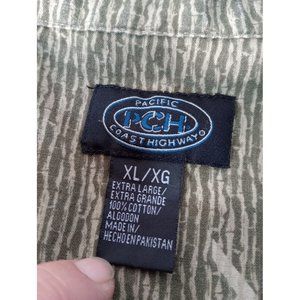 PACIFIC
PCH
COAST HIGHWAY
XL/XG
EXTRA LARGE/
EXTRA GRANDE
100% COTTON/
ALGODON
MADE IN/
HECHO EN PAKISTAN